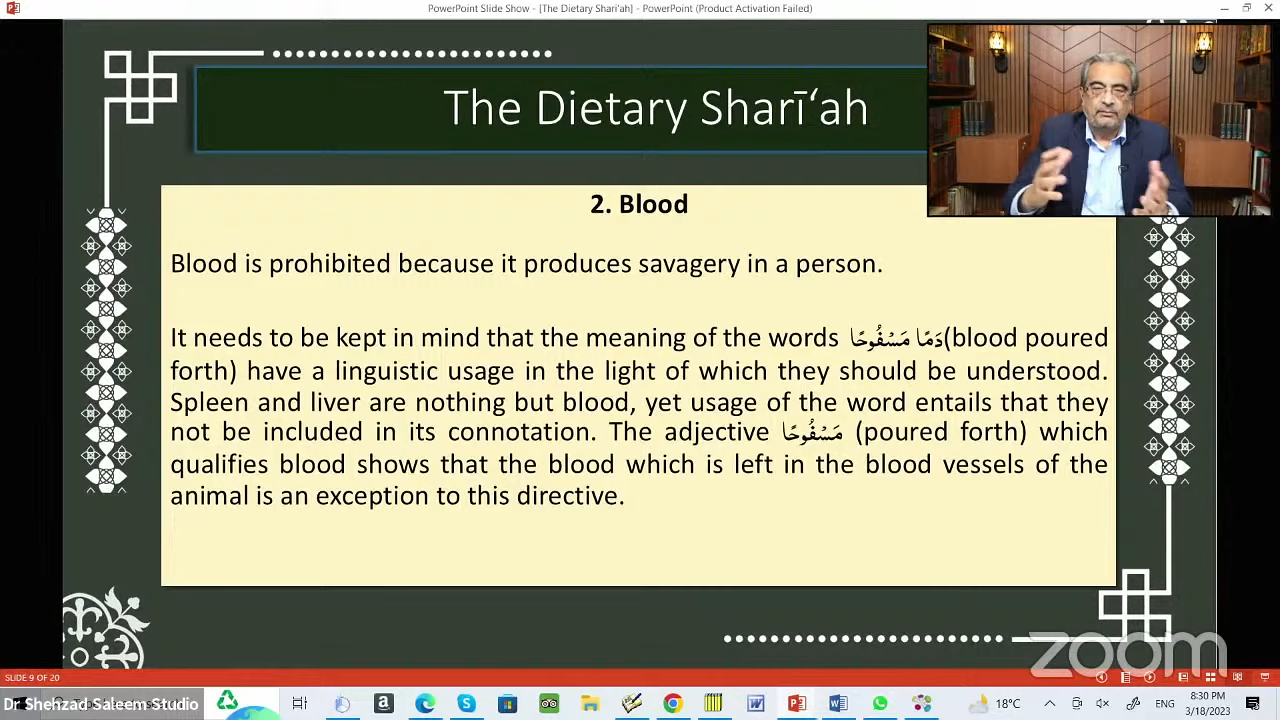 PowerPoint Slide Show - [The Dietary Shari'ah] - PowerPoint (Product Activation Failed)
The Dietary Sharī‘ah
2. Blood
Blood is prohibited because it produces savagery in a person.
It needs to be kept in mind that the meaning of the words دَمًا مَسْفُوحًا(blood poured
forth) have a linguistic usage in the light of which they should be understood.
Spleen and liver are nothing but blood, yet usage of the word entails that they
not be included in its connotation. The adjective مَسْفُوحًا (poured forth) which
qualifies blood shows that the blood which is left in the blood vessels of the
animal is an exception to this directive.
zoom
SLIDE 9 OF 20
Dr Shehzad Saleem Studio
18°C
ENG
8:30 PM
3/18/2023